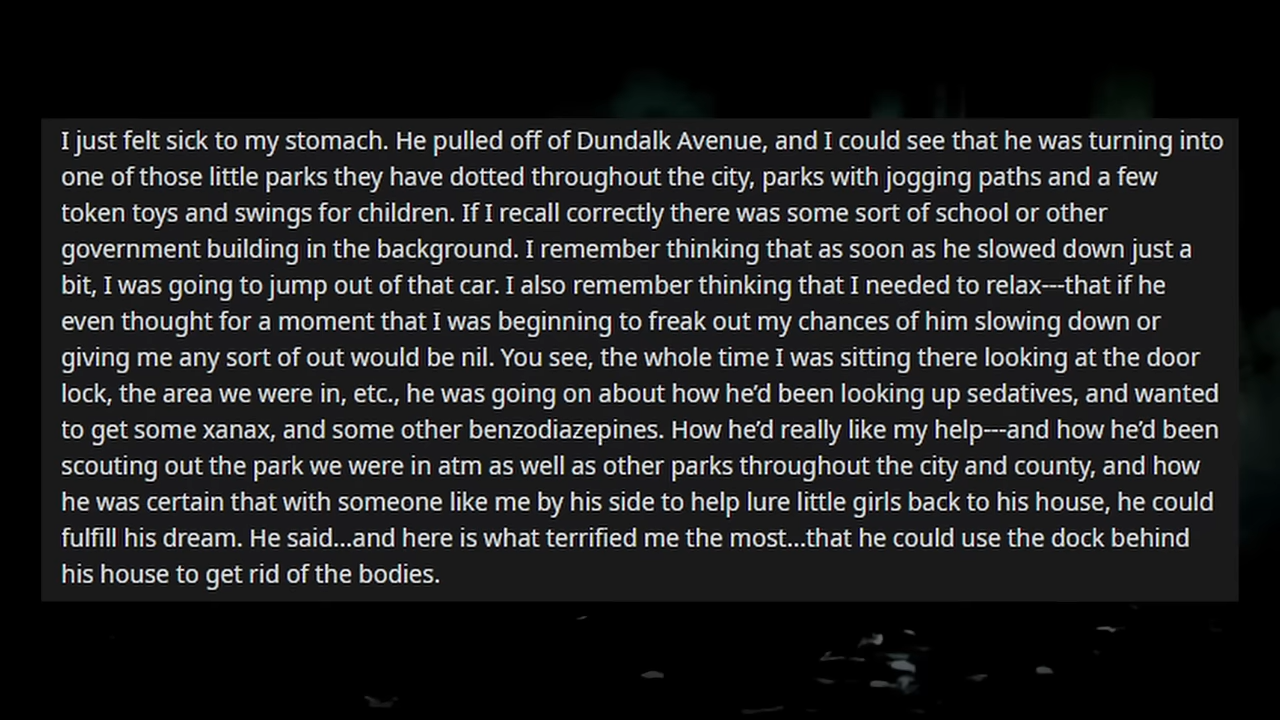 I just felt sick to my stomach. He pulled off of Dundalk Avenue, and I could see that he was turning into
one of those little parks they have dotted throughout the city, parks with jogging paths and a few
token toys and swings for children. If I recall correctly there was some sort of school or other
government building in the background. I remember thinking that as soon as he slowed down just a
bit, I was going to jump out of that car. I also remember thinking that I needed to relax---that if he
even thought for a moment that I was beginning to freak out my chances of him slowing down or
giving me any sort of out would be nil. You see, the whole time I was sitting there looking at the door
lock, the area we were in, etc., he was going on about how he’d been looking up sedatives, and wanted
to get some xanax, and some other benzodiazepines. How he’d really like my help---and how he’d been
scouting out the park we were in atm as well as other parks throughout the city and county, and how
he was certain that with someone like me by his side to help lure little girls back to his house, he could
fulfill his dream. He said...and here is what terrified me the most...that he could use the dock behind
his house to get rid of the bodies.